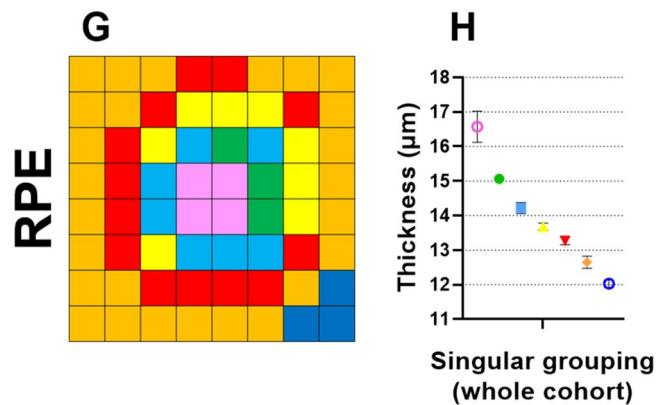 G
H
RPE
Thickness (µm)
18
17
16
15
14
13
12
11
Singular grouping
(whole cohort)